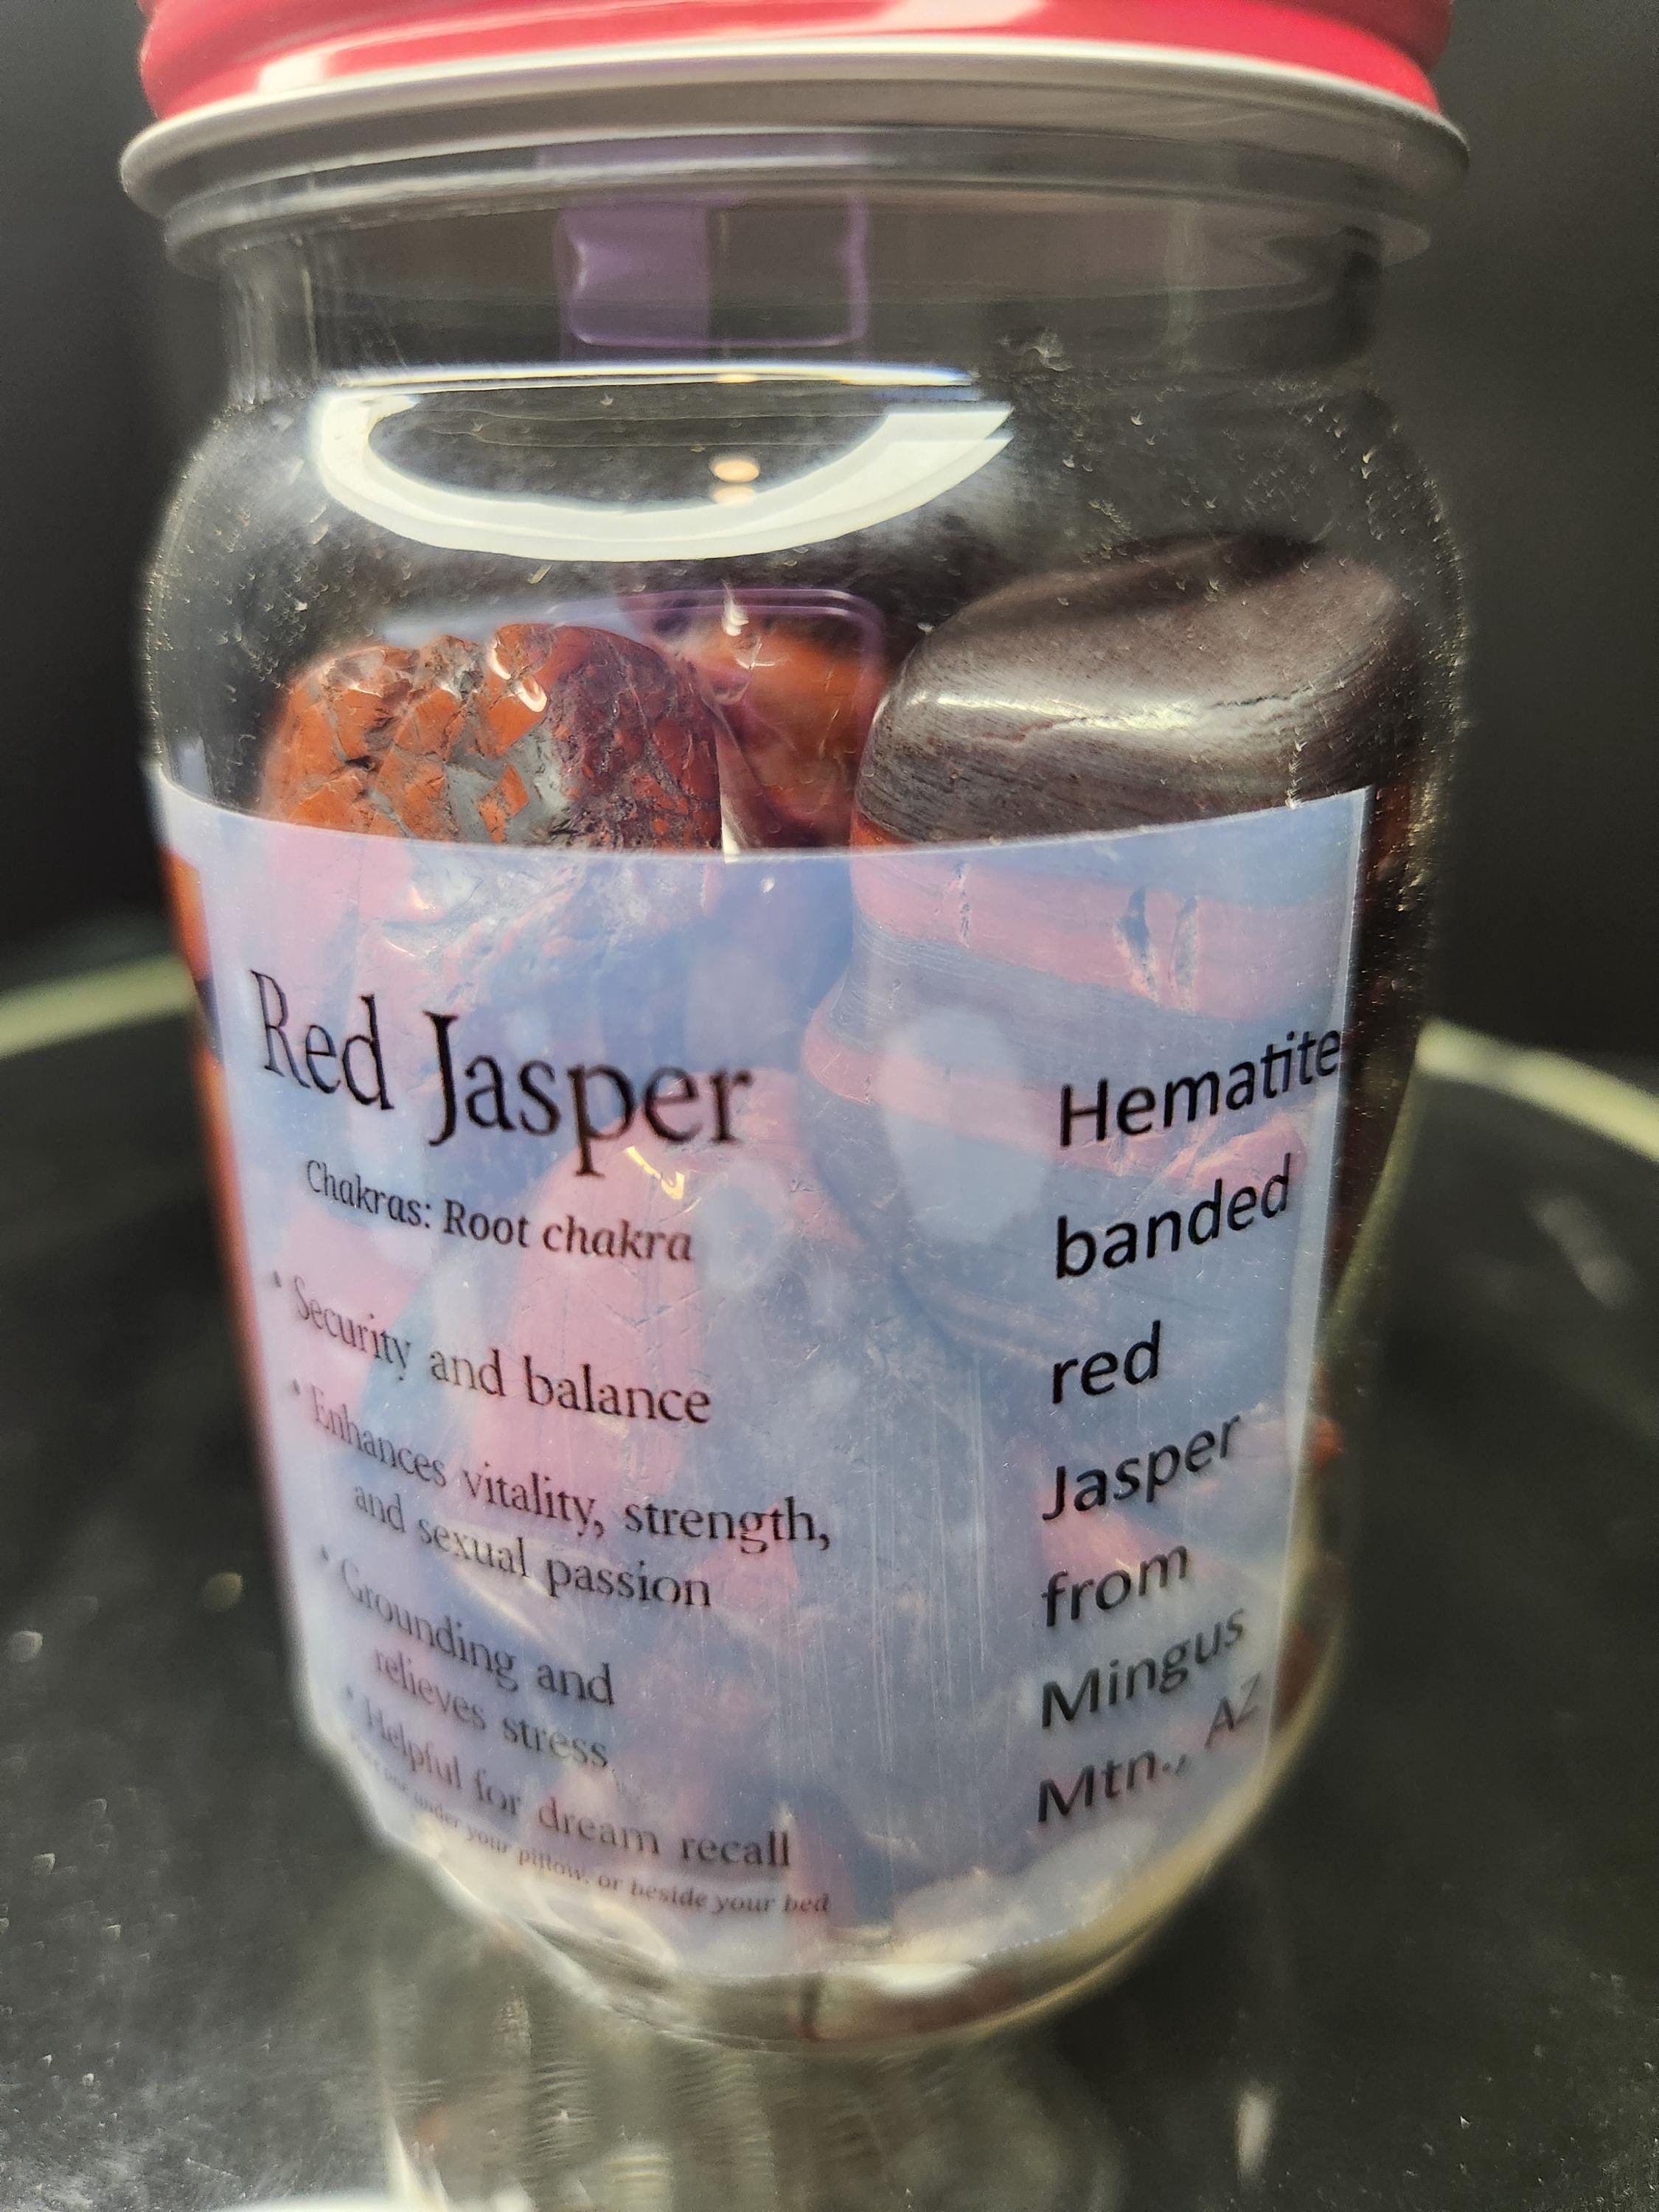 Red Jasper
Chakras: Root chakra
• Security and balance
• Enhances vitality, strength,
and sexual passion
• Grounding and
relieves stress
• Helpful for dream recall
under your pillow, or beside your bed
Hematite
banded
red
Jasper
from
Mingus
Mtn., AZ